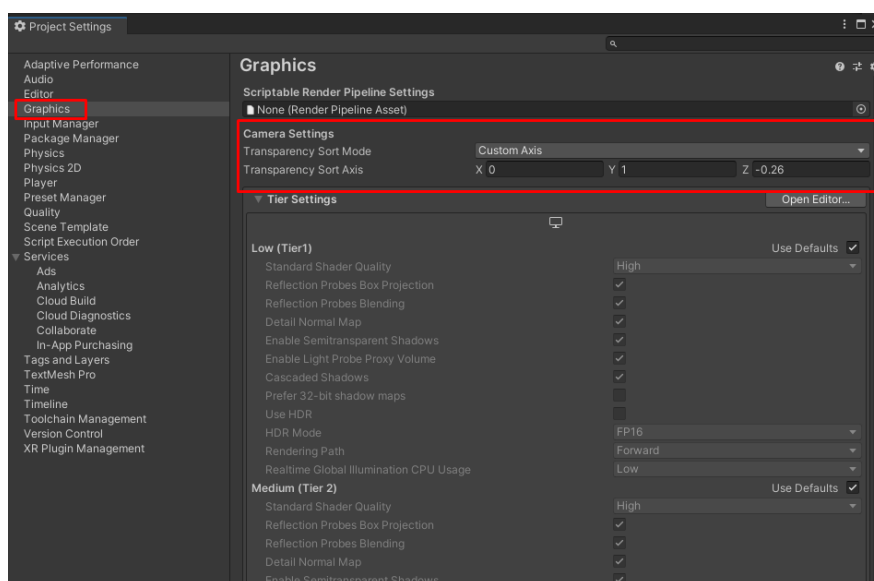 Project Settings
Adaptive Performance
Audio
Editor
Graphics
Input Manager
Package Manager
Physics
Physics 2D
Player
Preset Manager
Quality
Scene Template
Script Execution Order
Services
Ads
Analytics
Cloud Build
Cloud Diagnostics
Collaborate
In-App Purchasing
Tags and Layers
TextMesh Pro
Time
Timeline
Toolchain Management
Version Control
XR Plugin Management
Graphics
Scriptable Render Pipeline Settings
None (Render Pipeline Asset)
Camera Settings
Transparency Sort Mode Custom Axis
Transparency Sort Axis X 0 Y 1 Z -0.26
Tier Settings Open Editor...
Low (Tier1) Use Defaults
Standard Shader Quality High
Reflection Probes Box Projection
Reflection Probes Blending
Detail Normal Map
Enable Semitransparent Shadows
Enable Light Probe Proxy Volume
Cascaded Shadows
Prefer 32-bit shadow maps
Use HDR
HDR Mode FP16
Rendering Path Forward
Realtime Global Illumination CPU Usage Low
Medium (Tier 2) Use Defaults
Standard Shader Quality High
Reflection Probes Box Projection
Reflection Probes Blending
Detail Normal Map
Enable Semitransparent Shadows